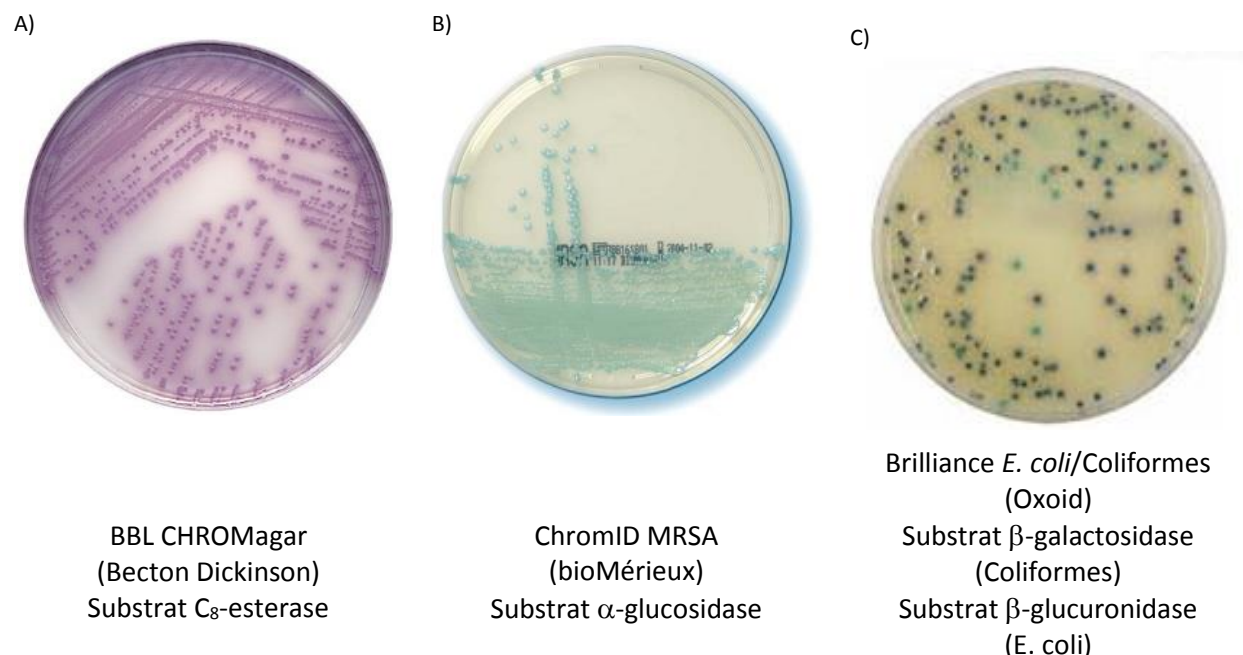 A)
B)
C)
BBL CHROMagar
(Becton Dickinson)
Substrat C₈-esterase
ChromID MRSA
(bioMérieux)
Substrat α-glucosidase
Brilliance E. coli/Coliformes
(Oxoid)
Substrat β-galactosidase
(Coliformes)
Substrat β-glucuronidase
(E. coli)